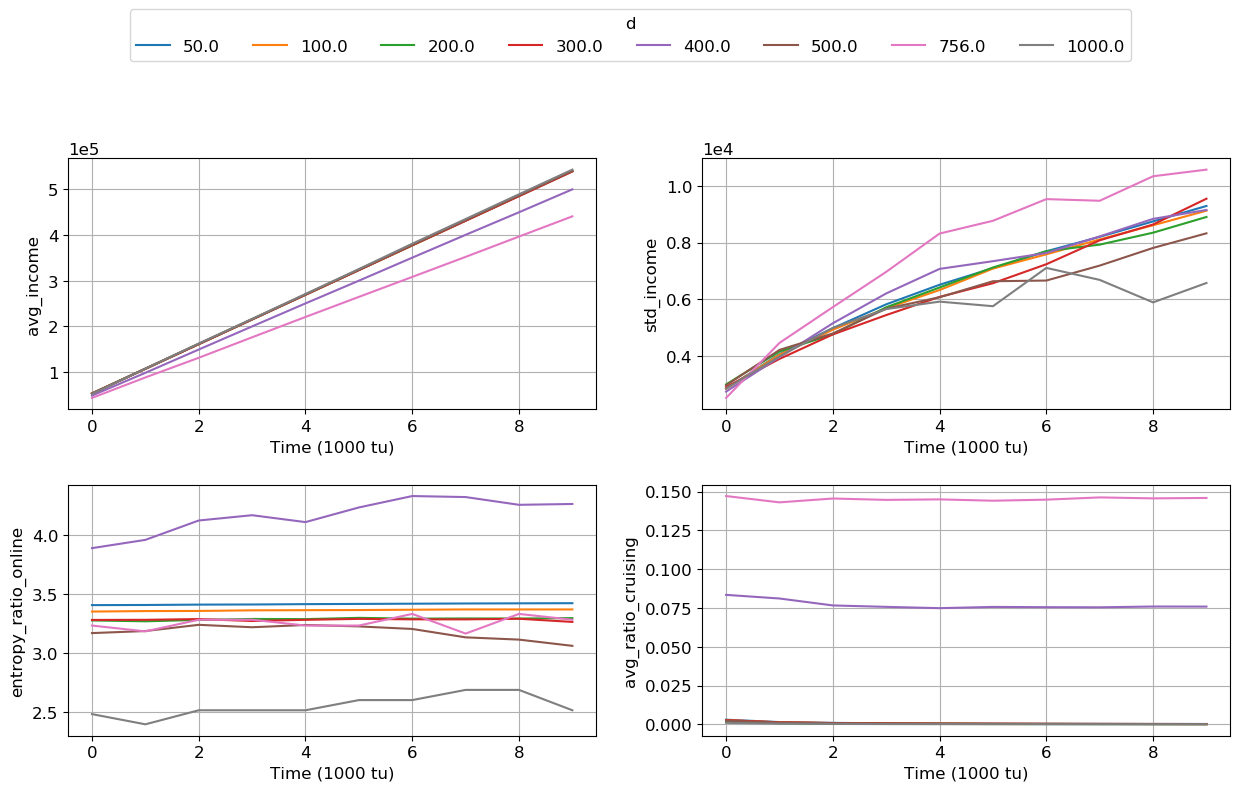 d
50.0 100.0 200.0 300.0 400.0 500.0 756.0 1000.0
1e5
avg_income
5
4
3
2
1
0 2 4 6 8
Time (1000 tu)
1e4
std_income
1.0
0.8
0.6
0.4
0 2 4 6 8
Time (1000 tu)
entropy_ratio_online
4.0
3.5
3.0
2.5
0 2 4 6 8
Time (1000 tu)
avg_ratio_cruising
0.150
0.125
0.100
0.075
0.050
0.025
0.000
0 2 4 6 8
Time (1000 tu)